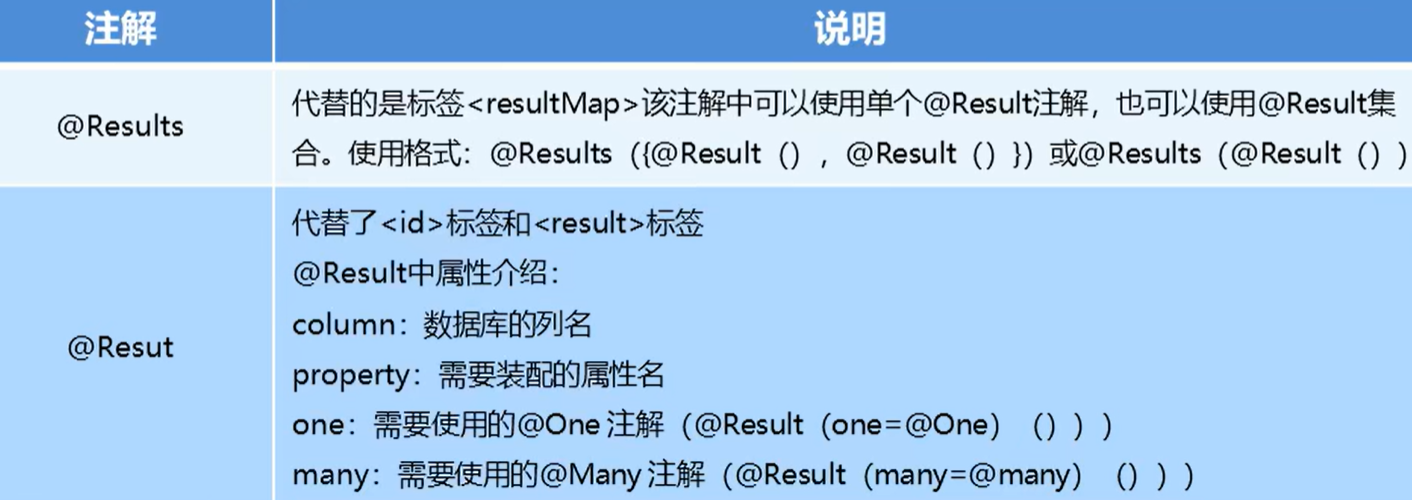 注解
说明
@Results
代替的是标签<resultMap>该注解中可以使用单个@Result注解，也可以使用@Result集
合。使用格式：@Results（{@Result（），@Result（）}）或@Results（@Result（））
@Resut
代替了<id>标签和<result>标签
@Result中属性介绍：
column：数据库的列名
property：需要装配的属性名
one：需要使用的@One 注解（@Result（one=@One）（）））
many：需要使用的@Many 注解（@Result（many=@many）（）））